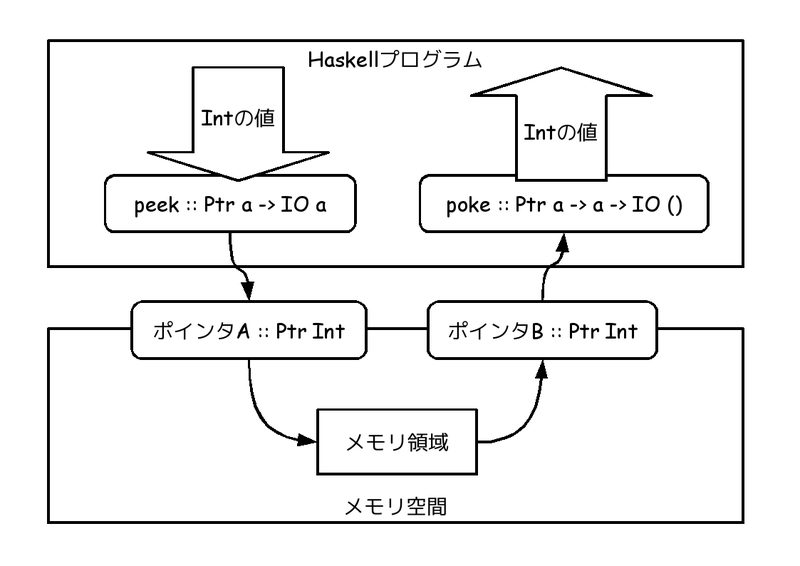 Haskellプログラム
Intの値
Intの値
peek :: Ptr a -> IO a
poke :: Ptr a -> a -> IO ()
ポインタA :: Ptr Int
ポインタB :: Ptr Int
メモリ領域
メモリ空間